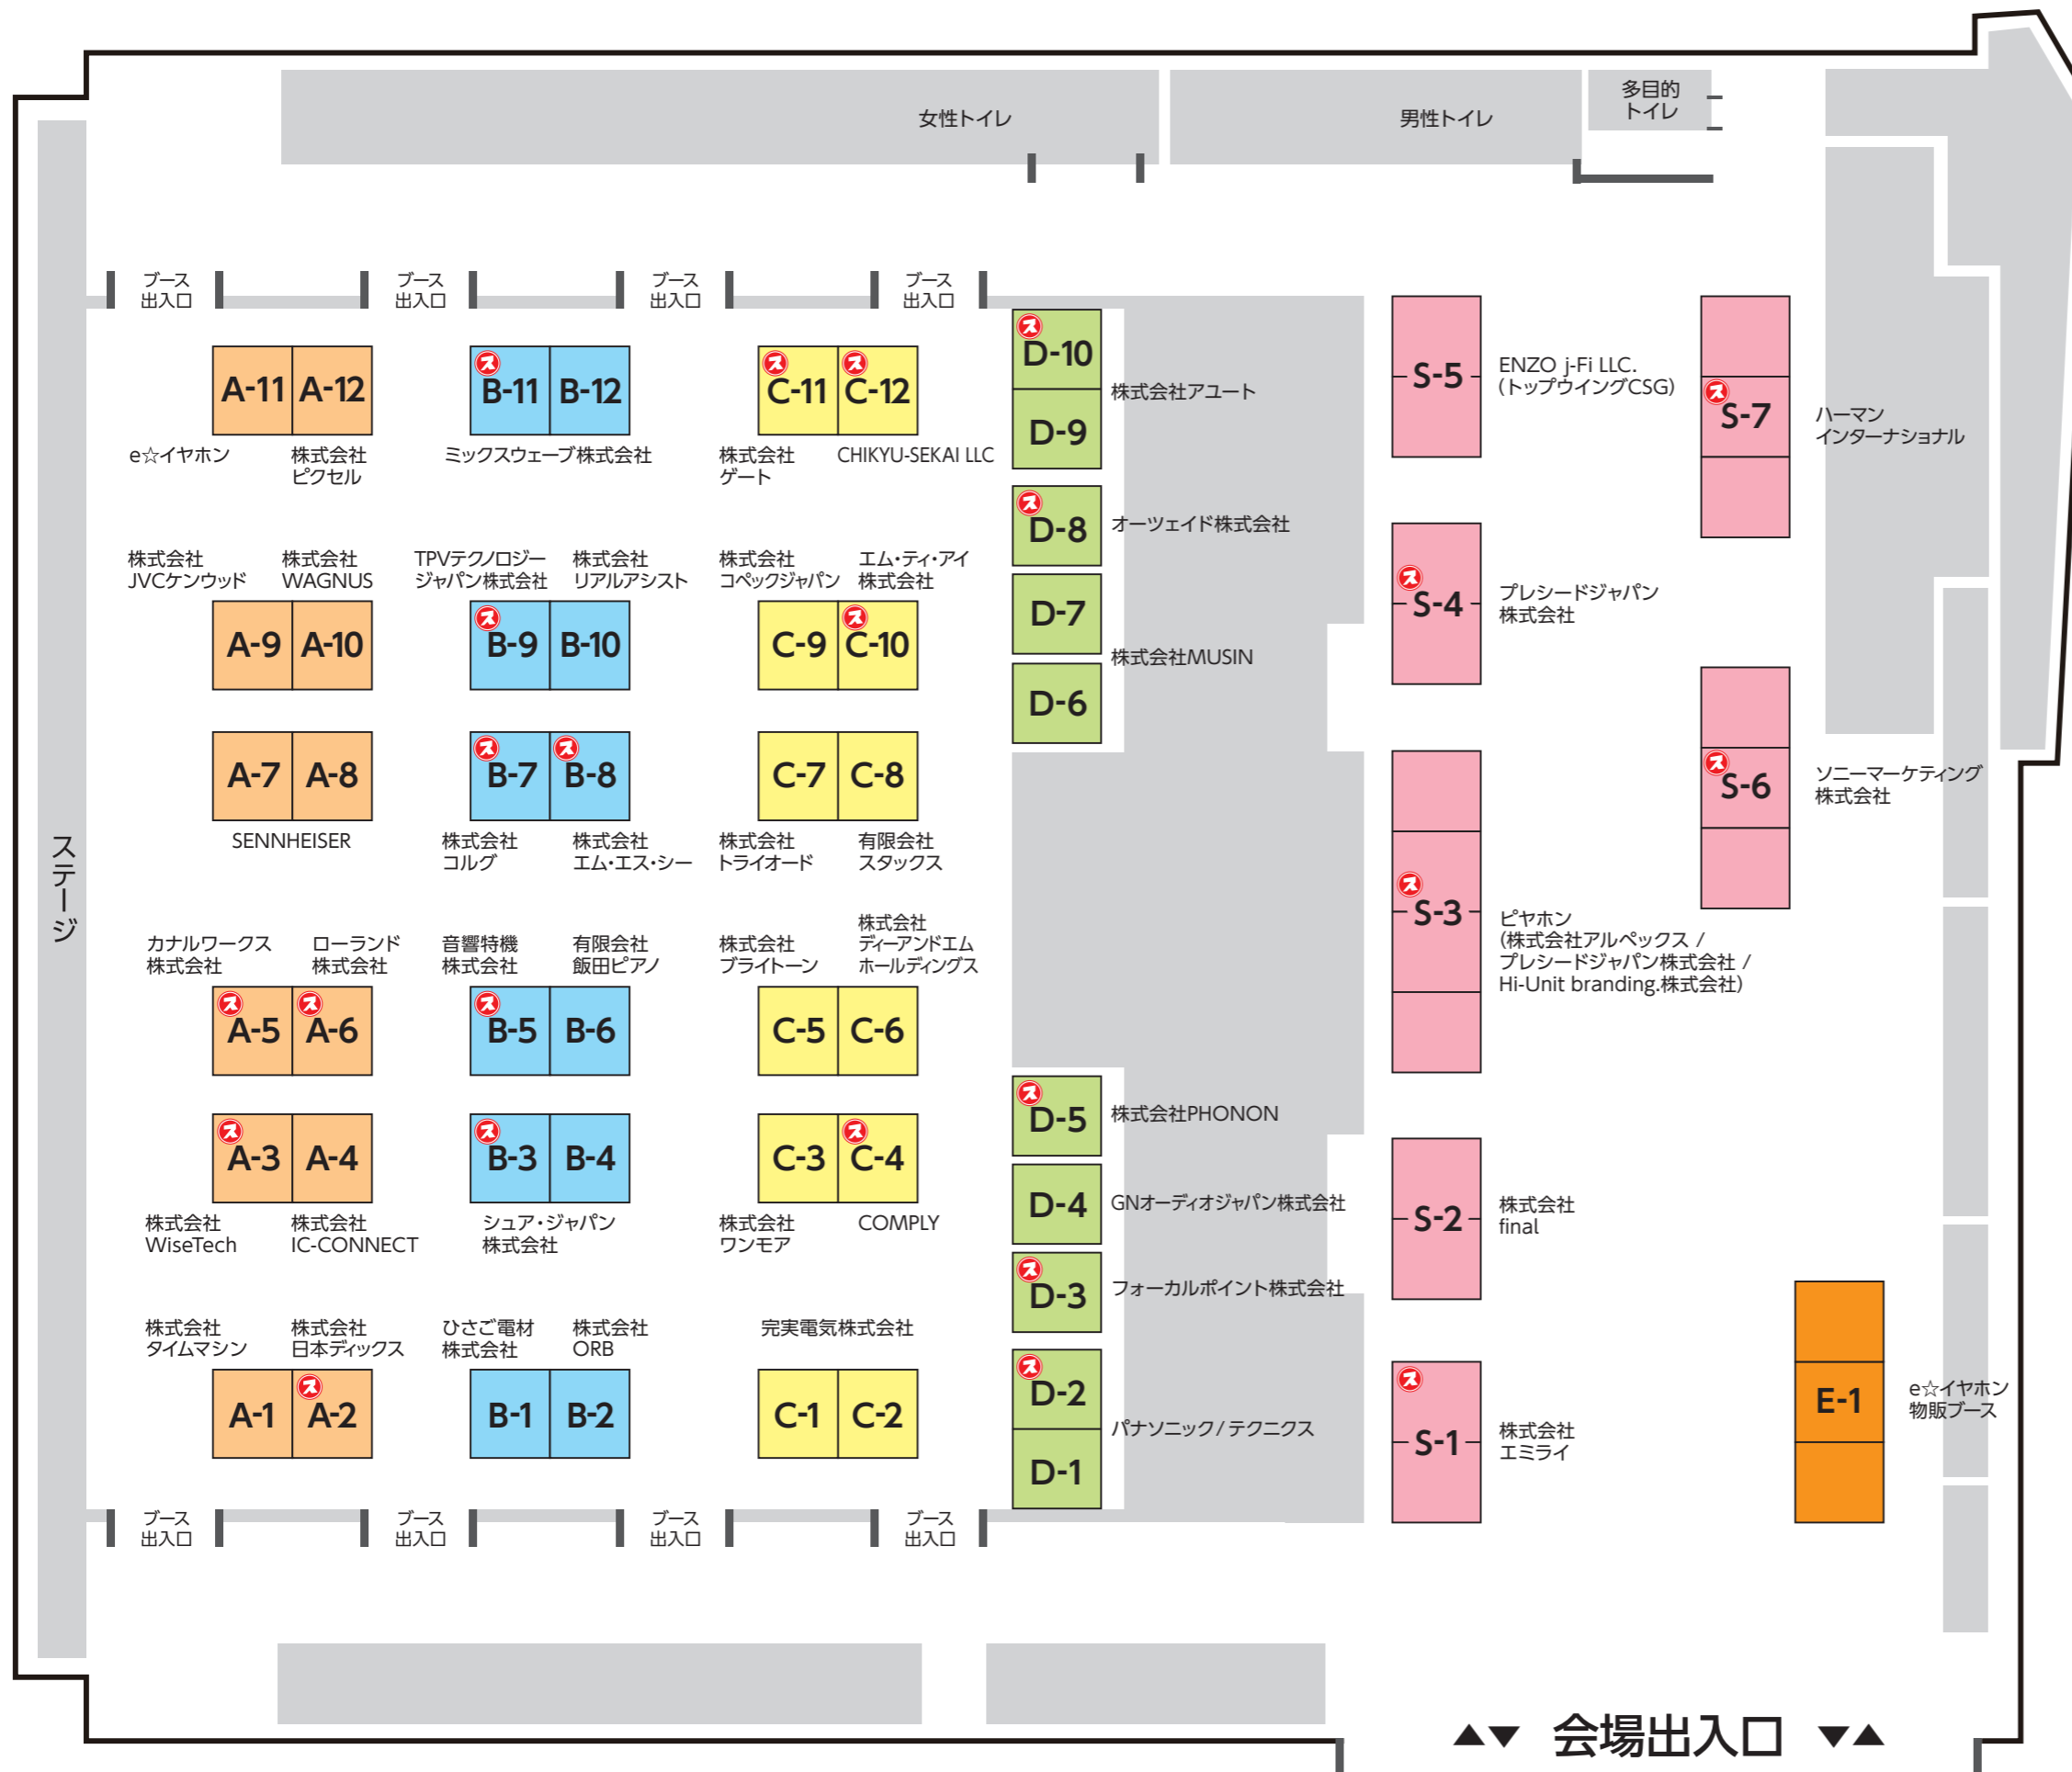 女性トイレ
男性トイレ
多目的
トイレ
ステージ
ブース
出入口
ブース
出入口
ブース
出入口
ブース
出入口
ス
A-11
A-12
B-11
B-12
ス
C-11
ス
C-12
e☆イヤホン
株式会社
ピクセル
ミックスウェーブ株式会社
株式会社
ゲート
CHIKYU-SEKAI LLC
株式会社
JVCケンウッド
株式会社
WAGNUS
TPVテクノロジー
ジャパン株式会社
株式会社
リアルアシスト
株式会社
コペックジャパン
エム・ティ・アイ
株式会社
A-9
A-10
ス
B-9
B-10
C-9
ス
C-10
A-7
A-8
ス
B-7
ス
B-8
C-7
C-8
SENNHEISER
株式会社
コルグ
株式会社
エム・エス・シー
株式会社
トライオード
有限会社
スタックス
カナルワークス
株式会社
ローランド
株式会社
音響特機
株式会社
有限会社
飯田ピアノ
株式会社
ブライトーン
株式会社
ディーアンドエム
ホールディングス
ス
A-5
ス
A-6
ス
B-5
B-6
C-5
C-6
ス
A-3
A-4
ス
B-3
B-4
C-3
ス
C-4
株式会社
WiseTech
株式会社
IC-CONNECT
シュア・ジャパン
株式会社
株式会社
ワンモア
COMPLY
株式会社
タイムマシン
株式会社
日本ディックス
ひさご電材
株式会社
株式会社
ORB
完実電気株式会社
A-1
ス
A-2
B-1
B-2
C-1
C-2
ブース
出入口
ブース
出入口
ブース
出入口
ブース
出入口
ス
D-10
D-9
株式会社アユート
ス
D-8
オーツェイド株式会社
D-7
D-6
株式会社MUSIN
ス
D-5
株式会社PHONON
D-4
GNオーディオジャパン株式会社
ス
D-3
フォーカルポイント株式会社
ス
D-2
D-1
パナソニック/テクニクス
S-5
ENZO j-Fi LLC.
(トップウイングCSG)
ス
S-4
プレシードジャパン
株式会社
ス
S-3
ピヤホン
(株式会社アルペックス /
プレシードジャパン株式会社 /
Hi-Unit branding.株式会社)
S-2
株式会社
final
ス
S-1
株式会社
エミライ
ス
S-7
ハーマン
インターナショナル
ス
S-6
ソニーマーケティング
株式会社
E-1
e☆イヤホン
物販ブース
▲▼ 会場出入口 ▼▲